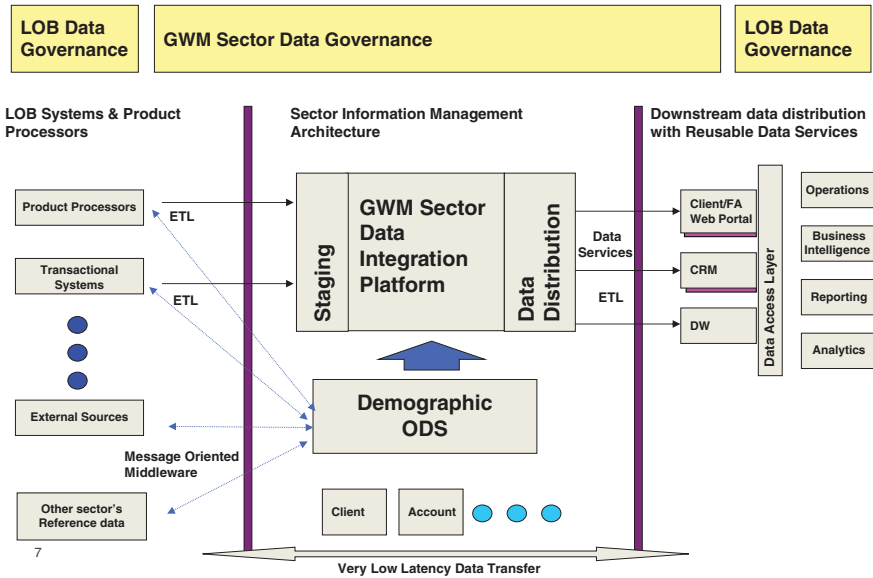 LOB Data
Governance
GWM Sector Data Governance
LOB Data
Governance
LOB Systems & Product
Processors
Sector Information Management
Architecture
Downstream data distribution
with Reusable Data Services
Product Processors
ETL
Transactional
Systems
ETL
External Sources
Message Oriented
Middleware
Other sector's
Reference data
Staging
GWM Sector
Data
Integration
Platform
Data
Distribution
Demographic
ODS
Client
Account
Data
Services
ETL
Client/FA
Web Portal
CRM
DW
Data Access Layer
Operations
Business
Intelligence
Reporting
Analytics
7
Very Low Latency Data Transfer